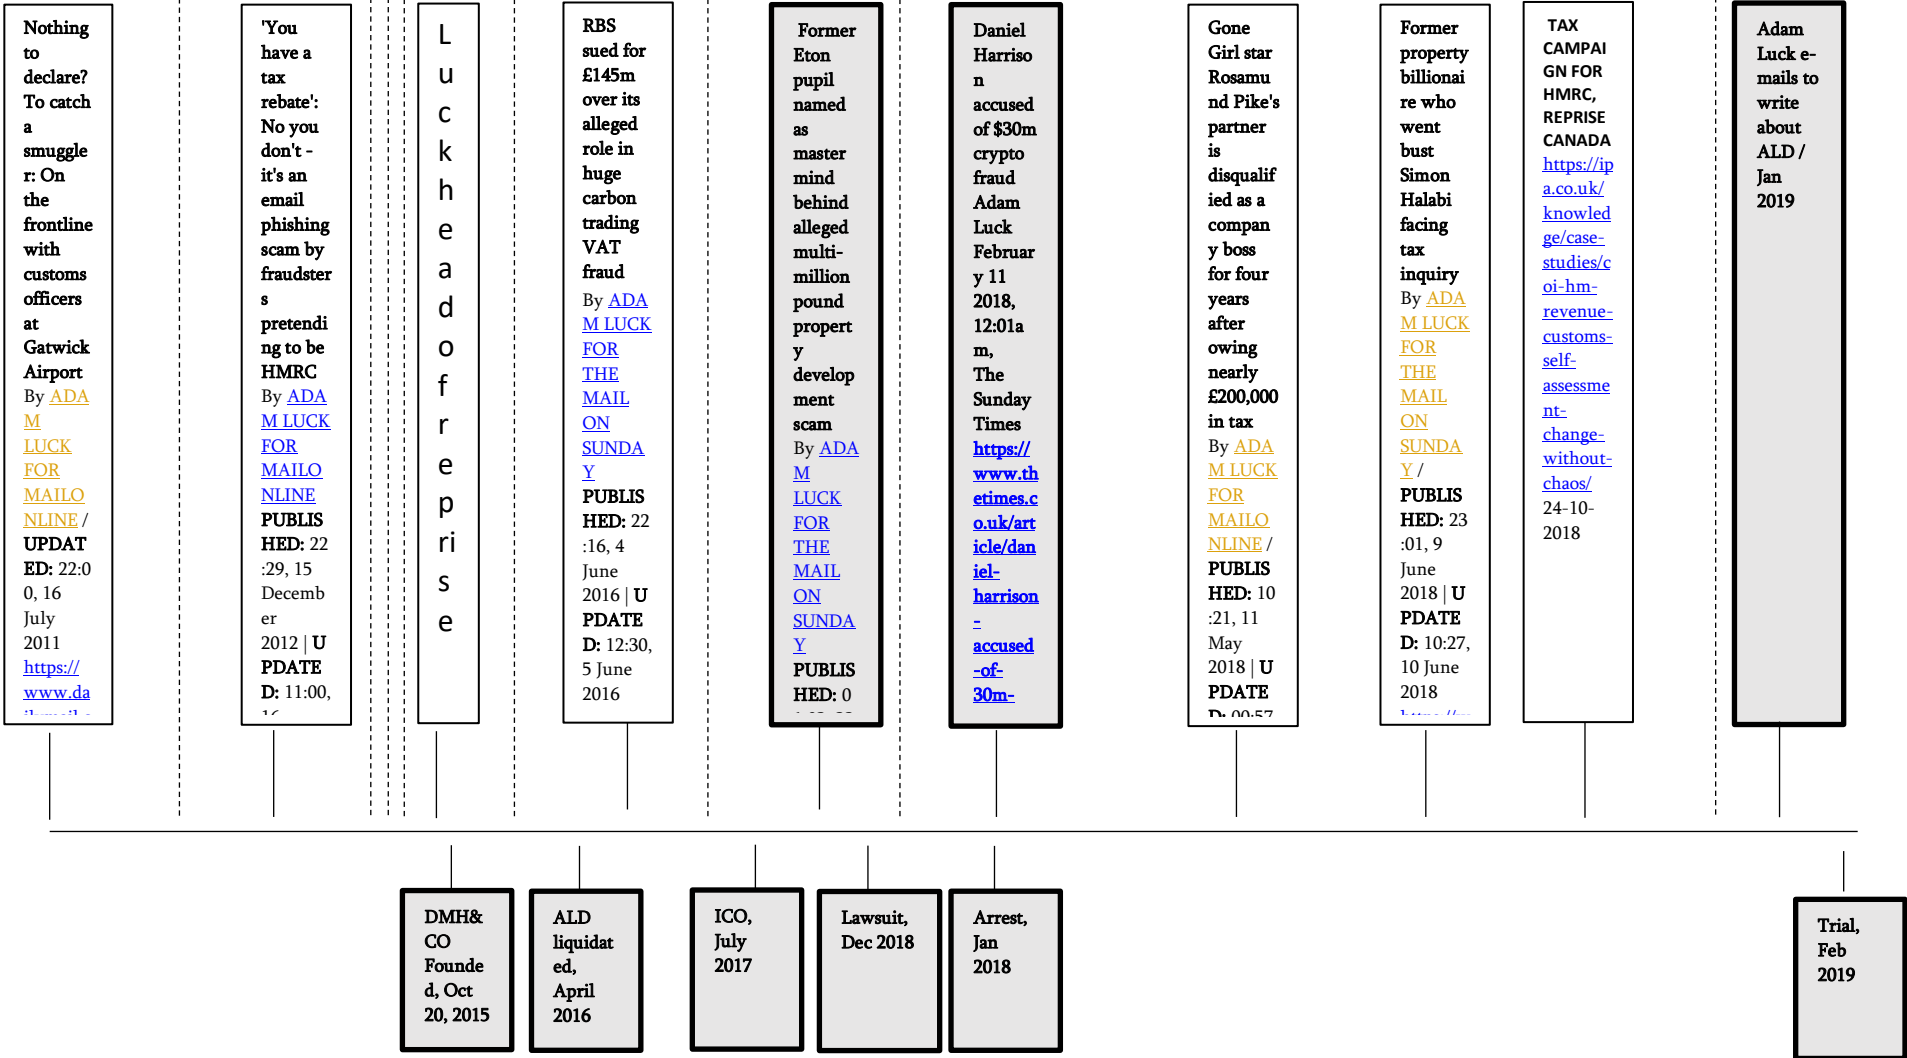 Nothing
to
declare?
To catch
a
smuggle
r: On
the
frontline
with
customs
officers
at
Gatwick
Airport
By ADA
M
LUCK
FOR
MAILO
NLINE /
UPDAT
ED: 22:0
0, 16
July
2011
https://
www.da
'You
have a
tax
rebate':
No you
don't -
it's an
email
phishing
scam by
fraudster
s
pretendi
ng to be
HMRC
By ADA
M LUCK
FOR
MAILO
NLINE
PUBLIS
HED: 22
:29, 15
Decemb
er
2012 | U
PDATE
D: 11:00,
L
u
c
k
h
e
a
d
o
f
r
e
p
ri
s
e
RBS
sued for
£145m
over its
alleged
role in
huge
carbon
trading
VAT
fraud
By ADA
M LUCK
FOR
THE
MAIL
ON
SUNDA
Y
PUBLIS
HED: 22
:16, 4
June
2016 | U
PDATE
D: 12:30,
5 June
2016
Former
Eton
pupil
named
as
master
mind
behind
alleged
multi-
million
pound
propert
y
develop
ment
scam
By ADA
M
LUCK
FOR
THE
MAIL
ON
SUNDA
Y
PUBLIS
HED: 0
Daniel
Harriso
n
accused
of $30m
crypto
fraud
Adam
Luck
Februar
y 11
2018,
12:01a
m,
The
Sunday
Times
https://
www.th
etimes.c
o.uk/art
icle/dan
iel-
harrison
-
accused
-of-
30m-
Gone
Girl star
Rosamu
nd Pike's
partner
is
disqualif
ied as a
compan
y boss
for four
years
after
owing
nearly
£200,000
in tax
By ADA
M LUCK
FOR
MAILO
NLINE /
PUBLIS
HED: 10
:21, 11
May
2018 | U
PDATE
D: 00:57
Former
property
billionai
re who
went
bust
Simon
Halabi
facing
tax
inquiry
By ADA
M LUCK
FOR
THE
MAIL
ON
SUNDA
Y /
PUBLIS
HED: 23
:01, 9
June
2018 | U
PDATE
D: 10:27,
10 June
2018
TAX
CAMPAI
GN FOR
HMRC,
REPRISE
CANADA
https://ip
a.co.uk/
knowled
ge/case-
studies/c
oi-hm-
revenue-
customs-
self-
assessme
nt-
change-
without-
chaos/
24-10-
2018
Adam
Luck e-
mails to
write
about
ALD /
Jan
2019
DMH&
CO
Founde
d, Oct
20, 2015
ALD
liquidat
ed,
April
2016
ICO,
July
2017
Lawsuit,
Dec 2018
Arrest,
Jan
2018
Trial,
Feb
2019